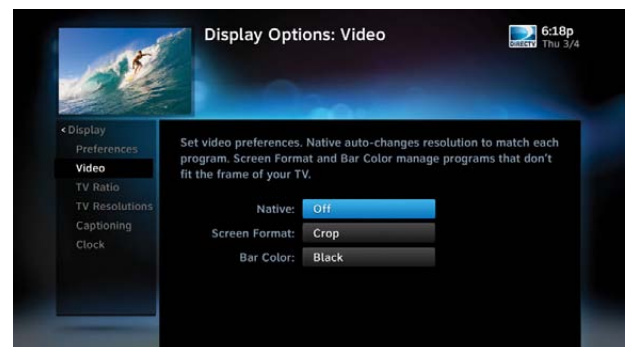 Display Options: Video
6:18p
DIRECTV Thu 3/4
< Display
Preferences
Video
TV Ratio
TV Resolutions
Captioning
Clock
Set video preferences. Native auto-changes resolution to match each
program. Screen Format and Bar Color manage programs that don't
fit the frame of your TV.
Native: Off
Screen Format: Crop
Bar Color: Black